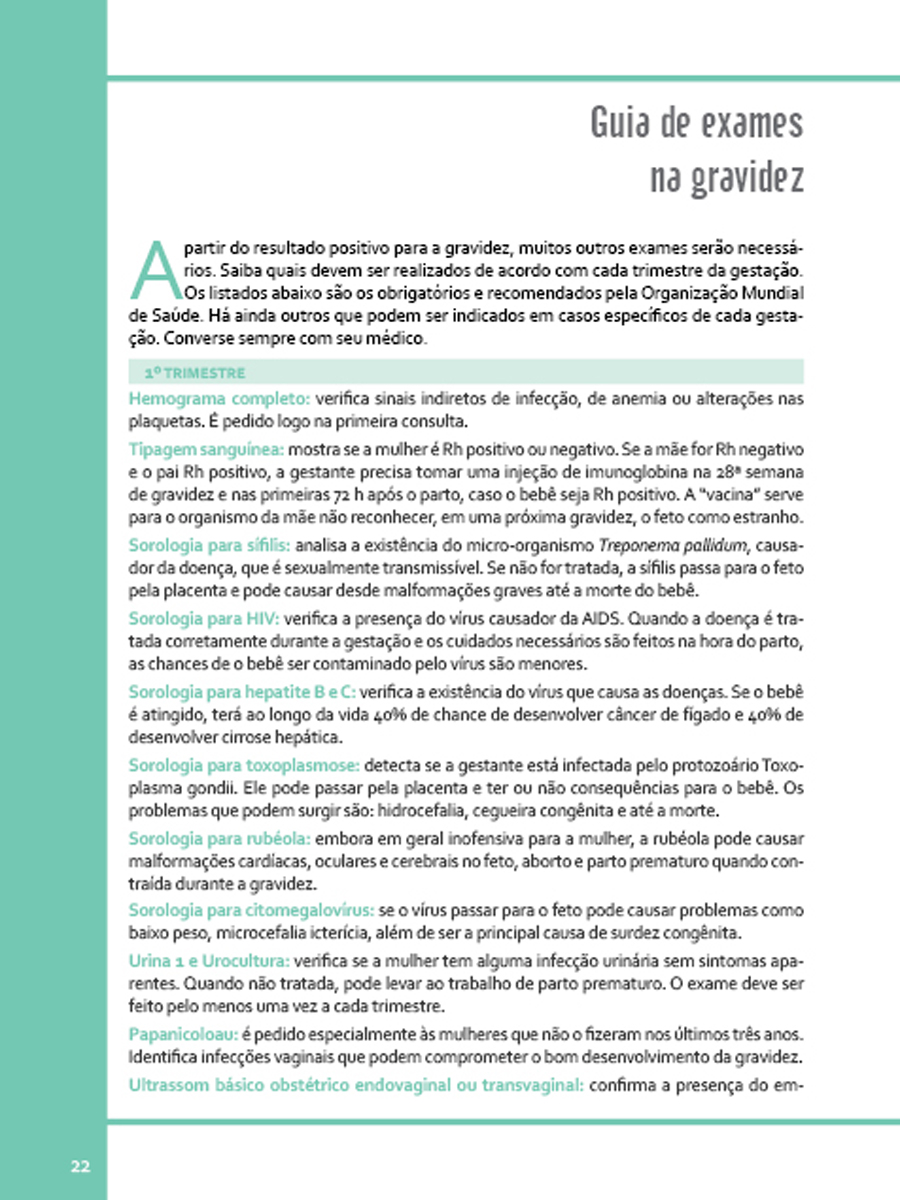 Guia de exames
na gravidez
A partir do resultado positivo para a gravidez, muitos outros exames serão necessá-
rios. Saiba quais devem ser realizados de acordo com cada trimestre da gestação.
Os listados abaixo são os obrigatórios e recomendados pela Organização Mundial
de Saúde. Há ainda outros que podem ser indicados em casos específicos de cada gesta-
ção. Converse sempre com seu médico.
1º TRIMESTRE
Hemograma completo: verifica sinais indiretos de infecção, de anemia ou alterações nas
plaquetas. É pedido logo na primeira consulta.
Tipagem sanguínea: mostra se a mulher é Rh positivo ou negativo. Se a mãe for Rh negativo
e o pai Rh positivo, a gestante precisa tomar uma injeção de imunoglobina na 28ª semana
de gravidez e nas primeiras 72 h após o parto, caso o bebê seja Rh positivo. A “vacina” serve
para o organismo da mãe não reconhecer, em uma próxima gravidez, o feto como estranho.
Sorologia para sífilis: analisa a existência do micro-organismo Treponema pallidum, causa-
dor da doença, que é sexualmente transmissível. Se não for tratada, a sífilis passa para o feto
pela placenta e pode causar desde malformações graves até a morte do bebê.
Sorologia para HIV: verifica a presença do vírus causador da AIDS. Quando a doença é tra-
tada corretamente durante a gestação e os cuidados necessários são feitos na hora do parto,
as chances de o bebê ser contaminado pelo vírus são menores.
Sorologia para hepatite B e C: verifica a existência do vírus que causa as doenças. Se o bebê
é atingido, terá ao longo da vida 40% de chance de desenvolver câncer de fígado e 40% de
desenvolver cirrose hepática.
Sorologia para toxoplasmose: detecta se a gestante está infectada pelo protozoário Toxo-
plasma gondii. Ele pode passar pela placenta e ter ou não consequências para o bebê. Os
problemas que podem surgir são: hidrocefalia, cegueira congênita e até a morte.
Sorologia para rubéola: embora em geral inofensiva para a mulher, a rubéola pode causar
malformações cardíacas, oculares e cerebrais no feto, aborto e parto prematuro quando con-
traída durante a gravidez.
Sorologia para citomegalovírus: se o vírus passar para o feto pode causar problemas como
baixo peso, microcefalia icterícia, além de ser a principal causa de surdez congênita.
Urina 1 e Urocultura: verifica se a mulher tem alguma infecção urinária sem sintomas apa-
rentes. Quando não tratada, pode levar ao trabalho de parto prematuro. O exame deve ser
feito pelo menos uma vez a cada trimestre.
Papanicoloau: é pedido especialmente às mulheres que não o fizeram nos últimos três anos.
Identifica infecções vaginais que podem comprometer o bom desenvolvimento da gravidez.
Ultrassom básico obstétrico endovaginal ou transvaginal: confirma a presença do em-
22